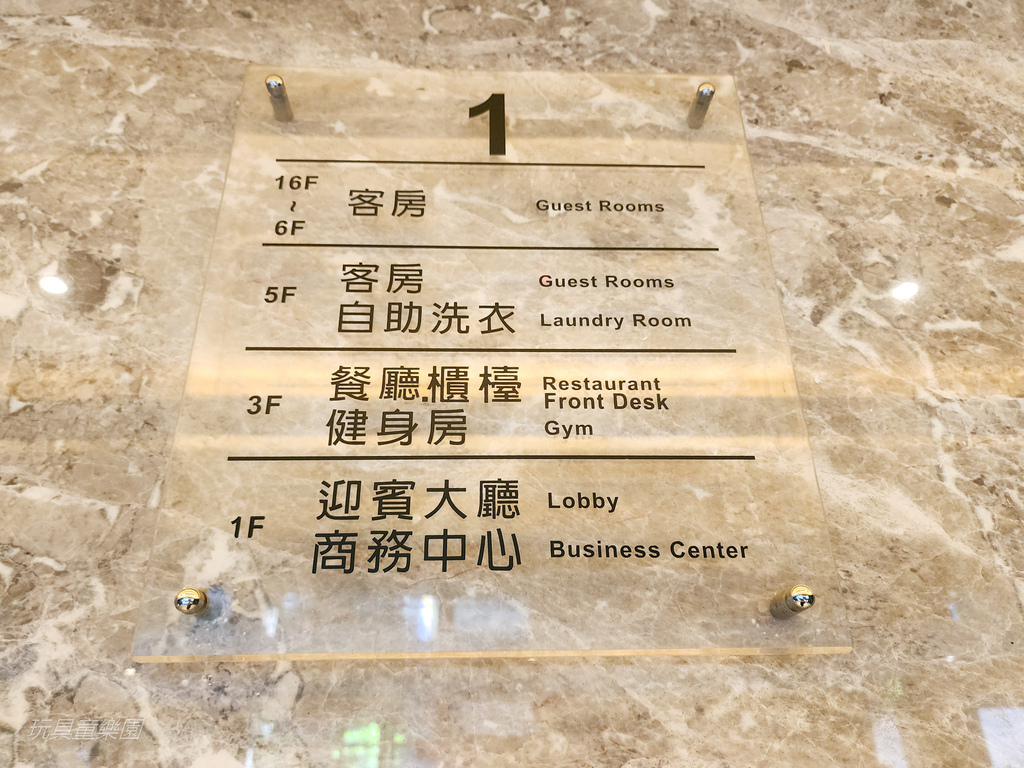 1
16F
~
6F
客房 Guest Rooms
5F
客房 Guest Rooms
自助洗衣 Laundry Room
3F
餐廳.櫃檯 Restaurant
Front Desk
健身房 Gym
1F
迎賓大廳 Lobby
商務中心 Business Center
玩具童樂園